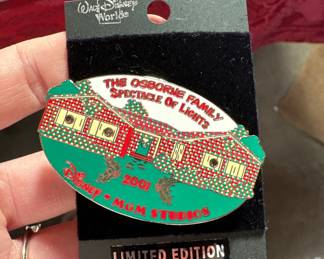 Walt Disney
World
THE OSBORNE FAMILY
SPECTACLE OF LIGHTS
2001
DISNEY • MGM STUDIOS
LIMITED EDITION